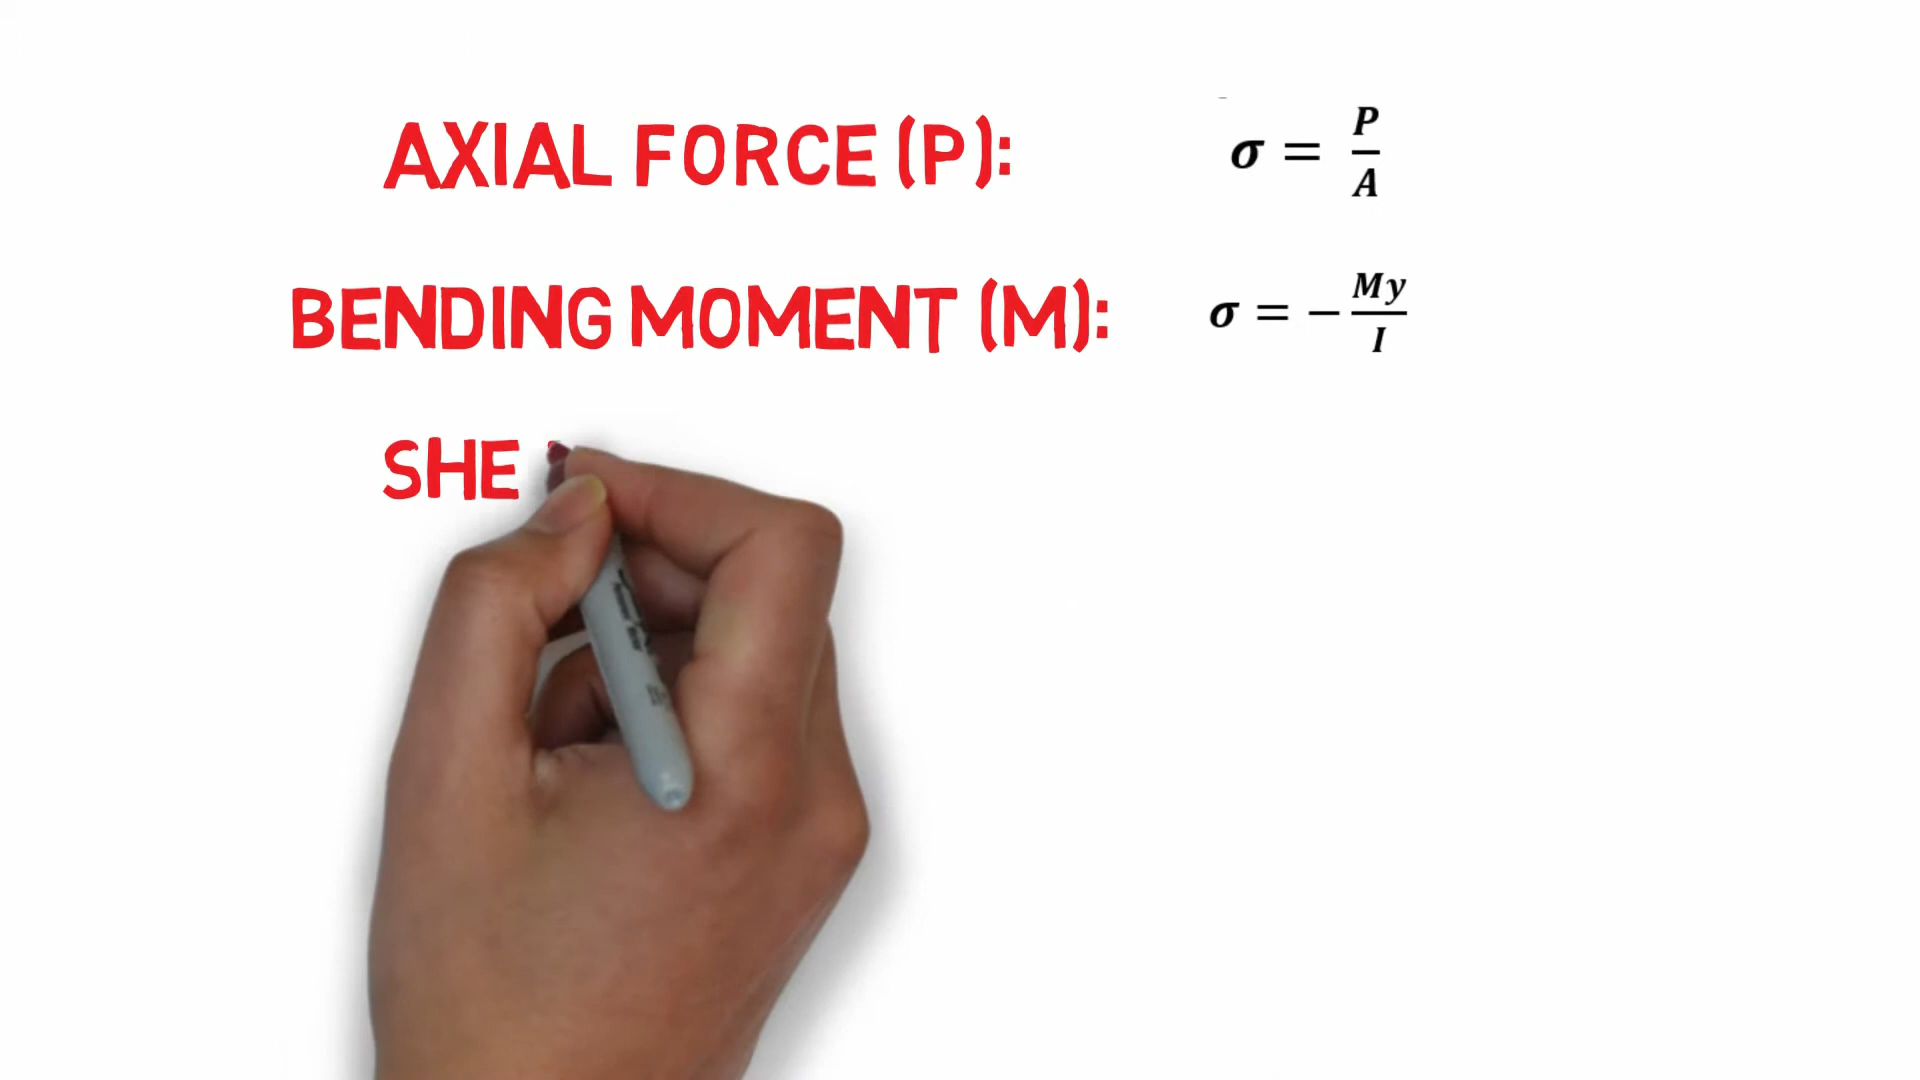 AXIAL FORCE (P): σ = P/A
BENDING MOMENT (M): σ = - My/I
SHE